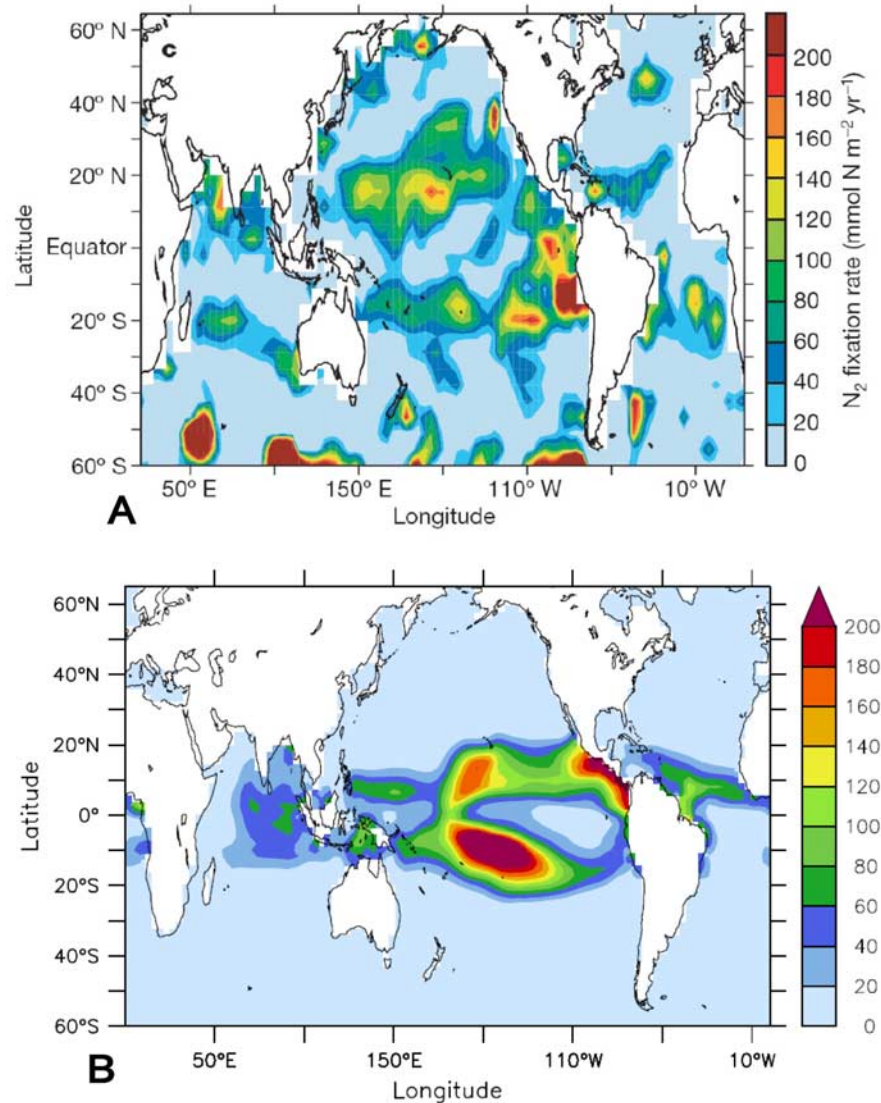 c
60° N
40° N
20° N
Equator
20° S
40° S
60° S
Latitude
50° E
150° E
110° W
10° W
Longitude
A
200
180
160
140
120
100
80
60
40
20
0
N₂ fixation rate (mmol N m⁻² yr⁻¹)
60°N
40°N
20°N
0°
20°S
40°S
60°S
Latitude
50°E
150°E
110°W
10°W
Longitude
B
200
180
160
140
120
100
80
60
40
20
0